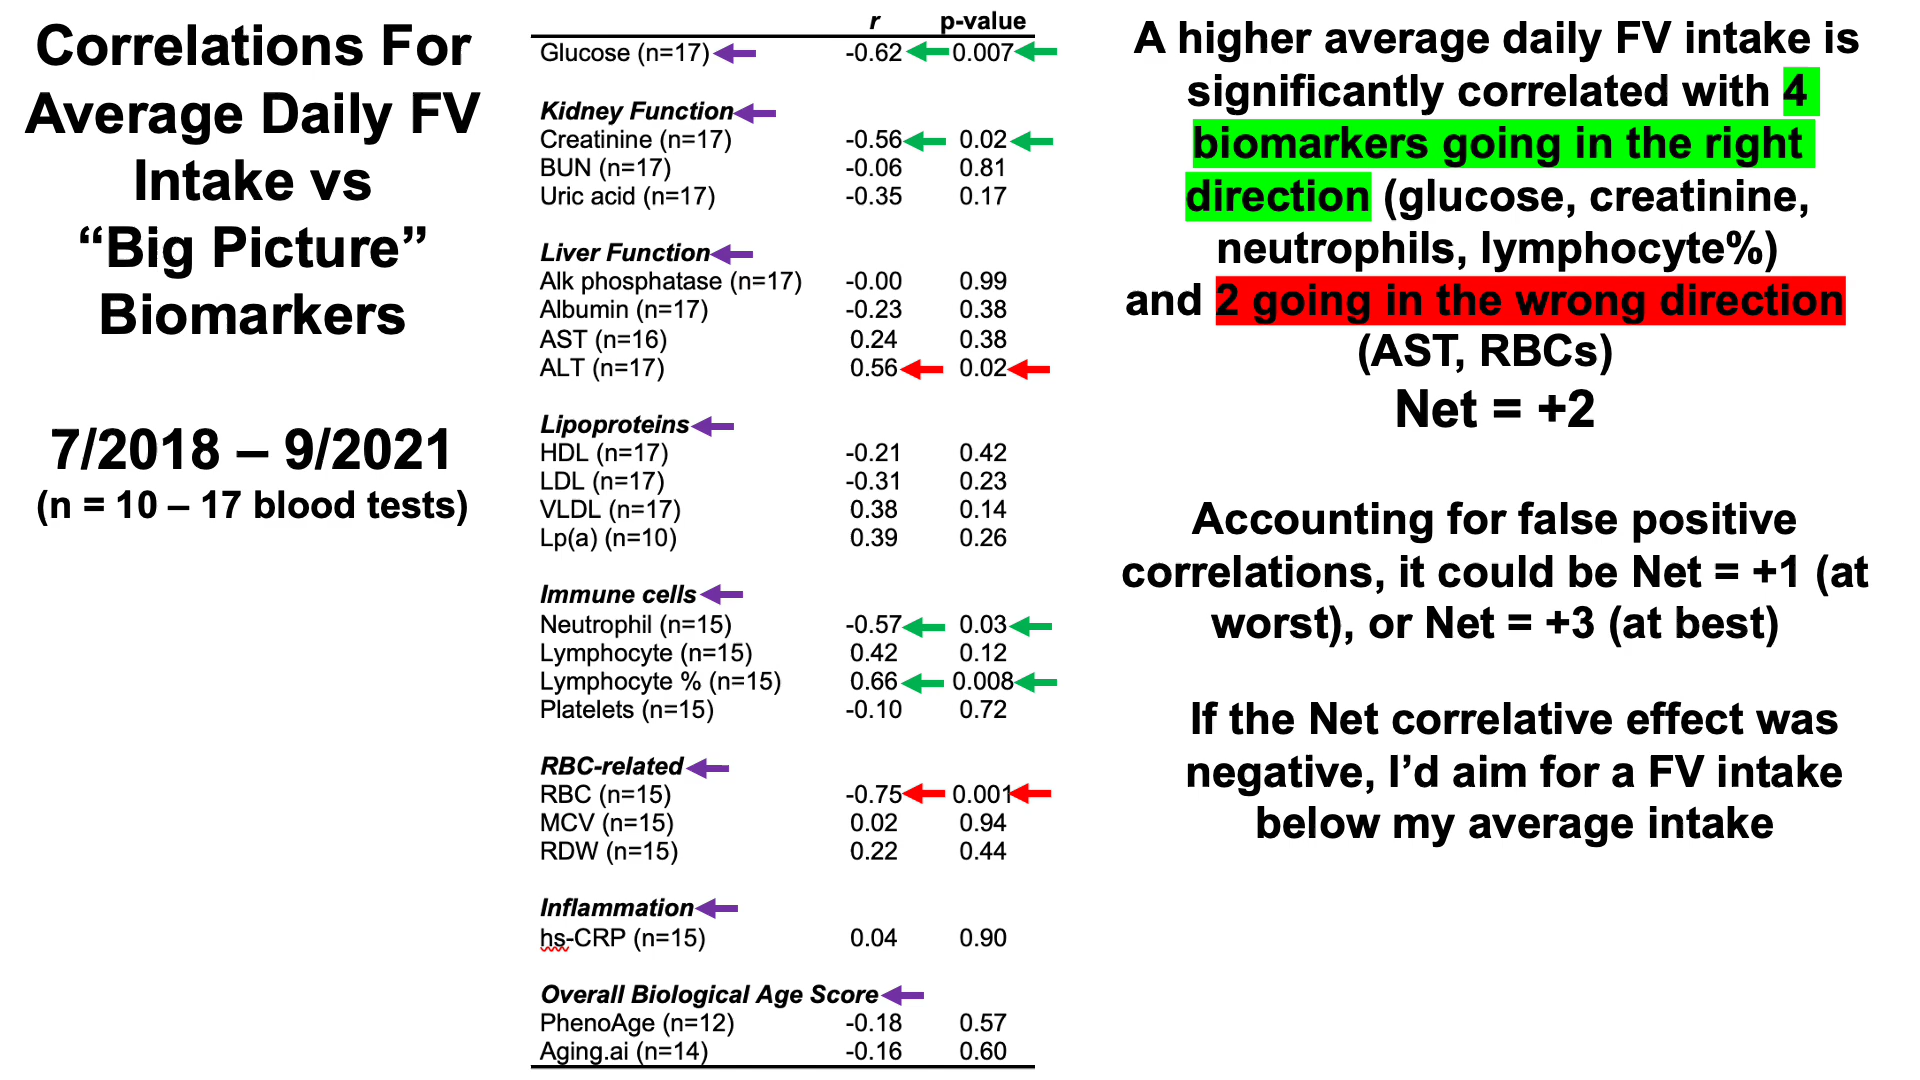 Correlations For
Average Daily FV
Intake vs
“Big Picture”
Biomarkers
7/2018 – 9/2021
(n = 10 – 17 blood tests)
r p-value
Glucose (n=17) -0.62 0.007
Kidney Function
Creatinine (n=17) -0.56 0.02
BUN (n=17) -0.06 0.81
Uric acid (n=17) -0.35 0.17
Liver Function
Alk phosphatase (n=17) -0.00 0.99
Albumin (n=17) -0.23 0.38
AST (n=16) 0.24 0.38
ALT (n=17) 0.56 0.02
Lipoproteins
HDL (n=17) -0.21 0.42
LDL (n=17) -0.31 0.23
VLDL (n=17) 0.38 0.14
Lp(a) (n=10) 0.39 0.26
Immune cells
Neutrophil (n=15) -0.57 0.03
Lymphocyte (n=15) 0.42 0.12
Lymphocyte % (n=15) 0.66 0.008
Platelets (n=15) -0.10 0.72
RBC-related
RBC (n=15) -0.75 0.001
MCV (n=15) 0.02 0.94
RDW (n=15) 0.22 0.44
Inflammation
hs-CRP (n=15) 0.04 0.90
Overall Biological Age Score
PhenoAge (n=12) -0.18 0.57
Aging.ai (n=14) -0.16 0.60
A higher average daily FV intake is
significantly correlated with 4
biomarkers going in the right
direction (glucose, creatinine,
neutrophils, lymphocyte%)
and 2 going in the wrong direction
(AST, RBCs)
Net = +2
Accounting for false positive
correlations, it could be Net = +1 (at
worst), or Net = +3 (at best)
If the Net correlative effect was
negative, I’d aim for a FV intake
below my average intake